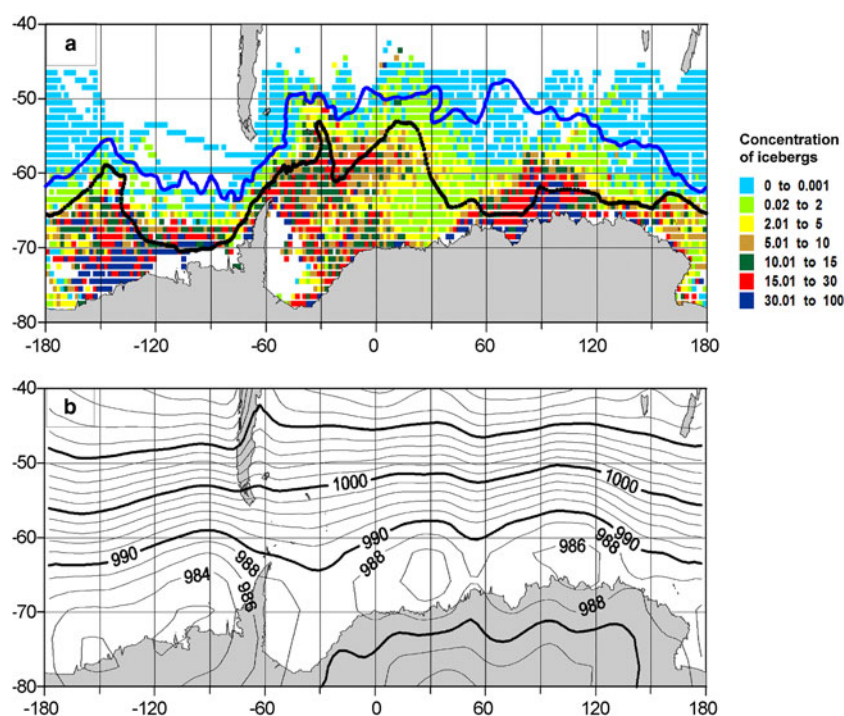 -40
a
-50
-60
-70
-80
-180 -120 -60 0 60 120 180
Concentration
of icebergs
0 to 0.001
0.02 to 2
2.01 to 5
5.01 to 10
10.01 to 15
15.01 to 30
30.01 to 100
-40
b
-50
1000 1000
-60
990 988 990 986 988 990
984 986 988
-70
988
-80
-180 -120 -60 0 60 120 180